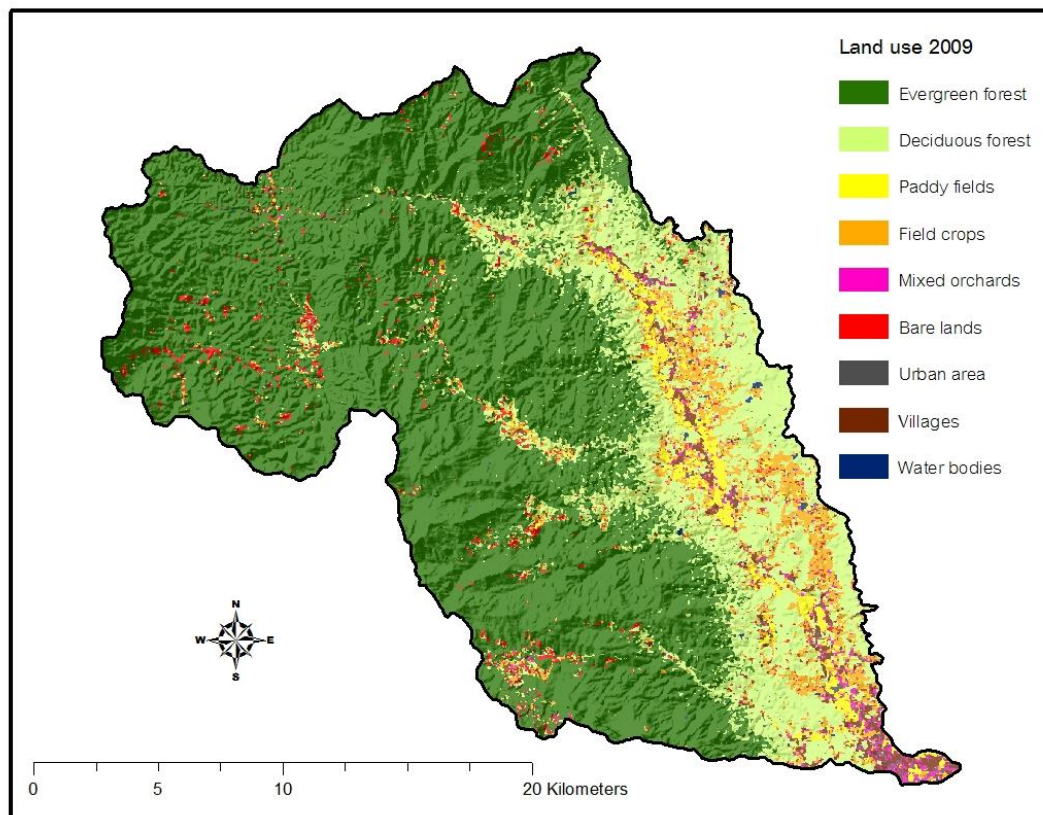 Land use 2009
Evergreen forest
Deciduous forest
Paddy fields
Field crops
Mixed orchards
Bare lands
Urban area
Villages
Water bodies
N
W E
S
0 5 10 20 Kilometers